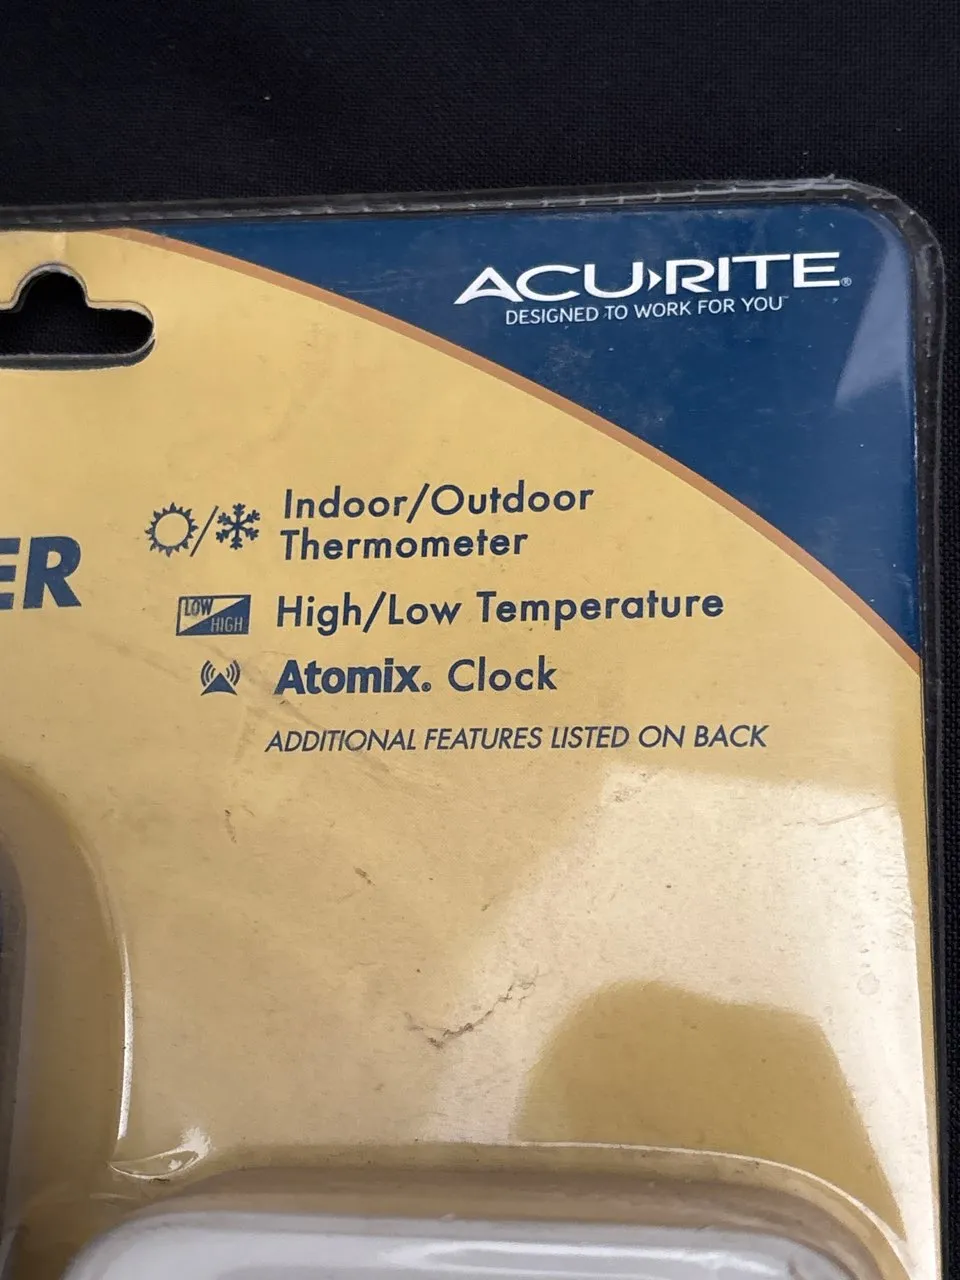 ACU›RITE®
DESIGNED TO WORK FOR YOU™
Indoor/Outdoor
Thermometer
ER
LOW
HIGH
High/Low Temperature
Atomix® Clock
ADDITIONAL FEATURES LISTED ON BACK